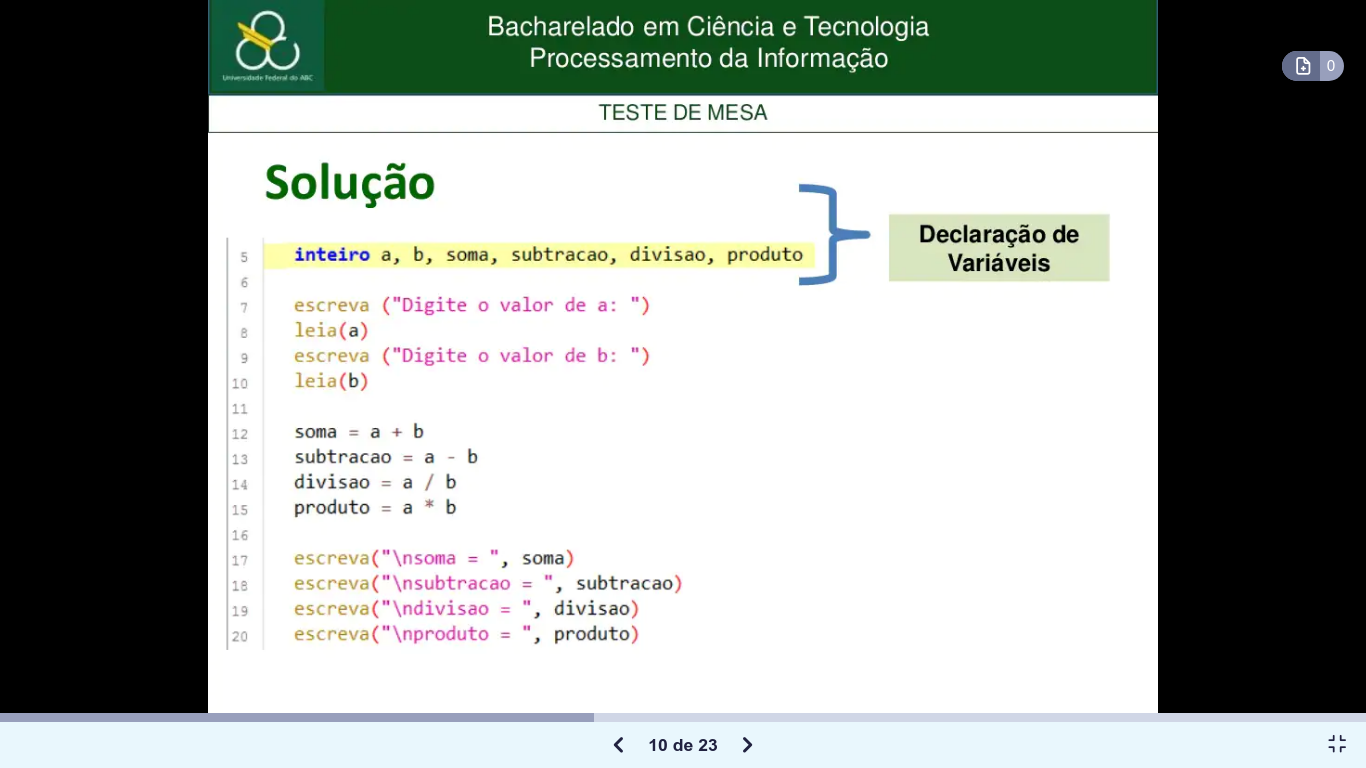 Universidade Federal do ABC
Bacharelado em Ciência e Tecnologia
Processamento da Informação
0
TESTE DE MESA
Solução
Declaração de
Variáveis
5 inteiro a, b, soma, subtracao, divisao, produto
6
7 escreva ("Digite o valor de a: ")
8 leia(a)
9 escreva ("Digite o valor de b: ")
10 leia(b)
11
12 soma = a + b
13 subtracao = a - b
14 divisao = a / b
15 produto = a * b
16
17 escreva("\nsoma = ", soma)
18 escreva("\nsubtracao = ", subtracao)
19 escreva("\ndivisao = ", divisao)
20 escreva("\nproduto = ", produto)
10 de 23